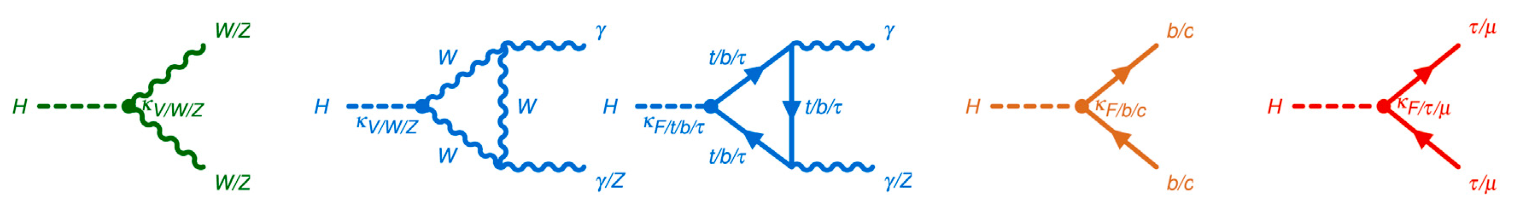 H
κV/W/Z
W/Z
W/Z
H
κV/W/Z
W
W
W
γ
γ/Z
H
κF/t/b/τ
t/b/τ
t/b/τ
t/b/τ
γ
γ/Z
H
κF/b/c
b/c
b/c
H
κF/τ/μ
τ/μ
τ/μ